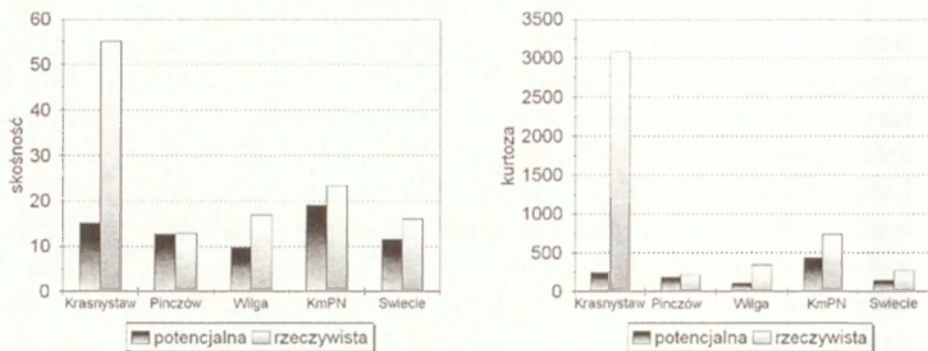 60
50
40
30
20
10
0
skośność
Krasnystaw Pinczów Wilga KmPN Swiecie
potencjalna rzeczywista
3500
3000
2500
2000
1500
1000
500
0
kurtoza
Krasnystaw Pinczów Wilga KmPN Swiecie
potencjalna rzeczywista